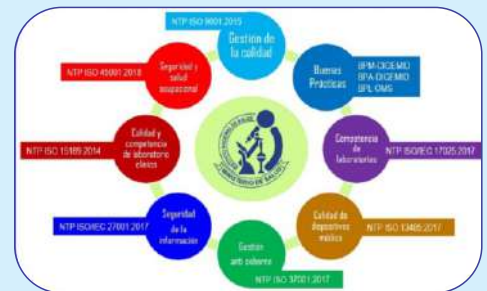 NTP ISO 9001:2015
Gestión de
la calidad
Buenas
Prácticas
BPM-DIGEMID
BPA-DIGEMID
BPL-OMS
Competencia
de
laboratorios
NTP ISO/IEC 17025:2017
Calidad de
dispositivos
médico
NTP ISO 13485:2017
Gestión
anti soborno
NTP ISO 37001:2017
Seguridad
de la
información
NTP ISO/IEC 27001:2017
Calidad y
competencia
de laboratorio
clínico
NTP ISO 15189:2014
Seguridad y
salud
ocupacional
NTP ISO 45001:2018
MINISTERIO DE SALUD